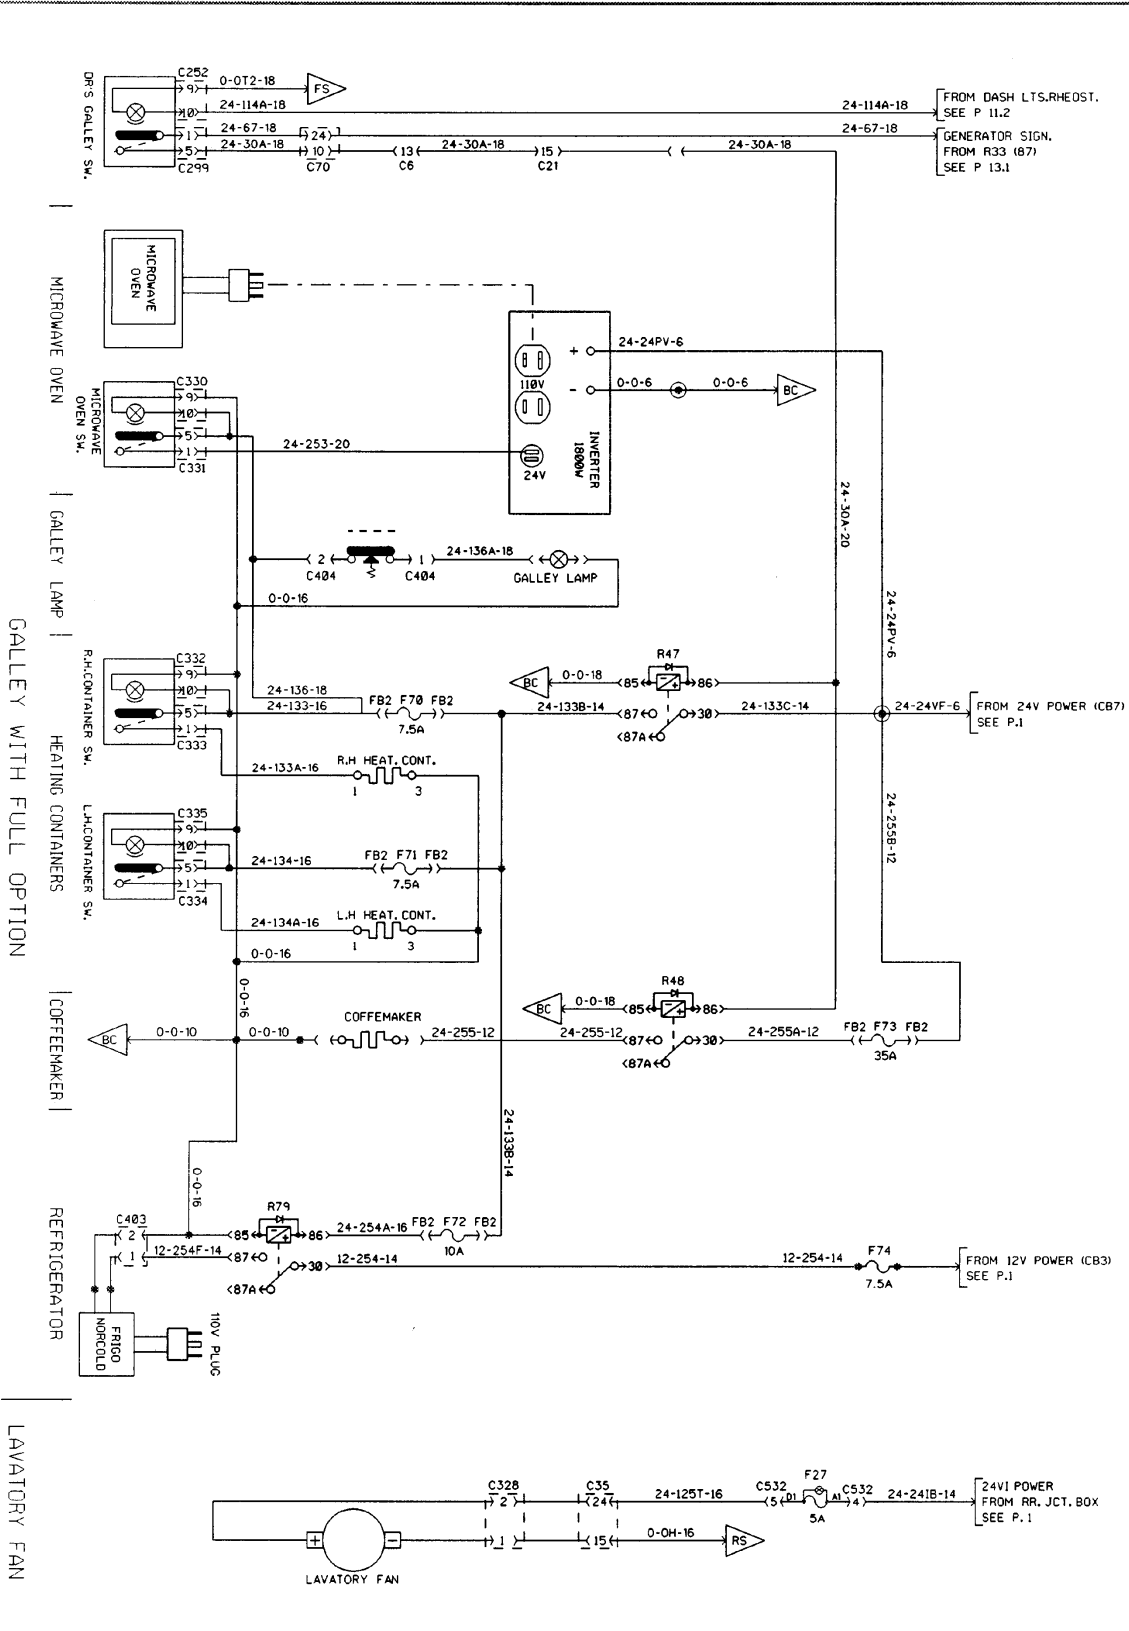 DR'S GALLEY SW.
C252
9
0-0T2-18
FS
10
24-114A-18
24-114A-18
FROM DASH LTS.RHEOST.
SEE P 11.2
1
24-67-18
24
24-67-18
GENERATOR SIGN.
FROM R33 (87)
SEE P 13.1
5
24-30A-18
10
13
24-30A-18
15
24-30A-18
C299
C70
C6
C21
MICROWAVE OVEN
MICROWAVE
OVEN
110V
24V
INVERTER
1800W
+
24-24PV-6
-
0-0-6
0-0-6
BC
MICROWAVE
OVEN SW.
C330
9
10
5
1
C331
24-253-20
24-30A-20
GALLEY LAMP
2
C404
1
C404
24-136A-18
GALLEY LAMP
0-0-16
24-24PV-6
GALLEY WITH FULL OPTION
HEATING CONTAINERS
R.H.CONTAINER SW.
C332
9
10
5
1
C333
24-136-18
24-133-16
FB2 F70 FB2
7.5A
BC
0-0-18
R47
85
86
24-133B-14
87
30
87A
24-133C-14
24-24VF-6
FROM 24V POWER (CB7)
SEE P.1
24-133A-16
R.H HEAT.CONT.
1
3
24-255B-12
L.H.CONTAINER SW.
C335
9
10
5
1
C334
24-134-16
FB2 F71 FB2
7.5A
24-134A-16
L.H HEAT.CONT.
1
3
0-0-16
0-0-16
COFFEEMAKER
BC
0-0-10
0-0-10
COFFEMAKER
24-255-12
BC
0-0-18
R48
85
86
24-255-12
87
30
87A
24-255A-12
FB2 F73 FB2
35A
24-133B-14
0-0-16
REFRIGERATOR
C403
2
1
12-254F-14
R79
85
86
87
30
87A
24-254A-16
FB2 F72 FB2
10A
12-254-14
12-254-14
F74
7.5A
FROM 12V POWER (CB3)
SEE P.1
FRIGO
NORCOLD
110V PLUG
LAVATORY FAN
C328
2
1
C35
24
15
24-125T-16
C532
5
D1
F27
5A
A1
C532
4
24-24IB-14
24VI POWER
FROM RR.JCT.BOX
SEE P.1
0-0H-16
RS
+
-
LAVATORY FAN